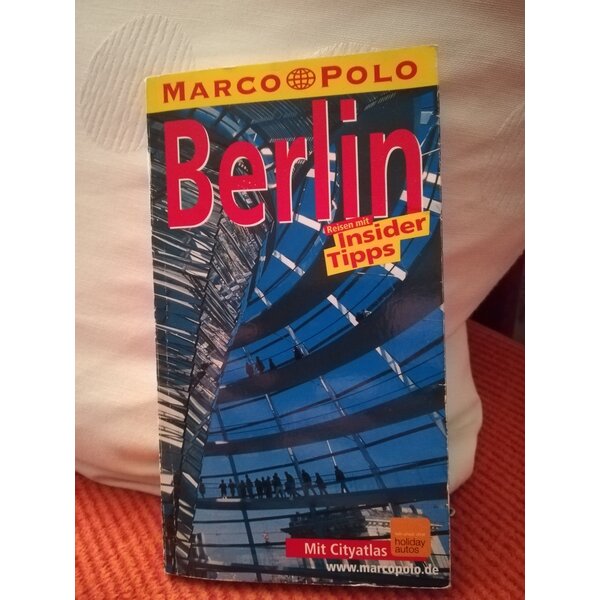 MARCO POLO
Berlin
Reisen mit
Insider
Tipps
Mit Cityatlas
holiday
autos
www.marcopolo.de